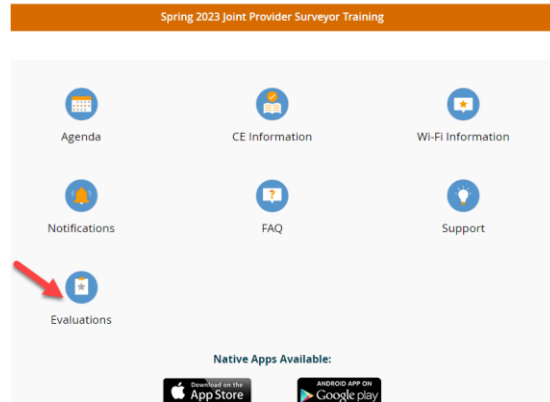 Spring 2023 Joint Provider Surveyor Training
Agenda
CE Information
Wi-Fi Information
Notifications
FAQ
Support
Evaluations
Native Apps Available:
Download on the
App Store
ANDROID APP ON
Google play